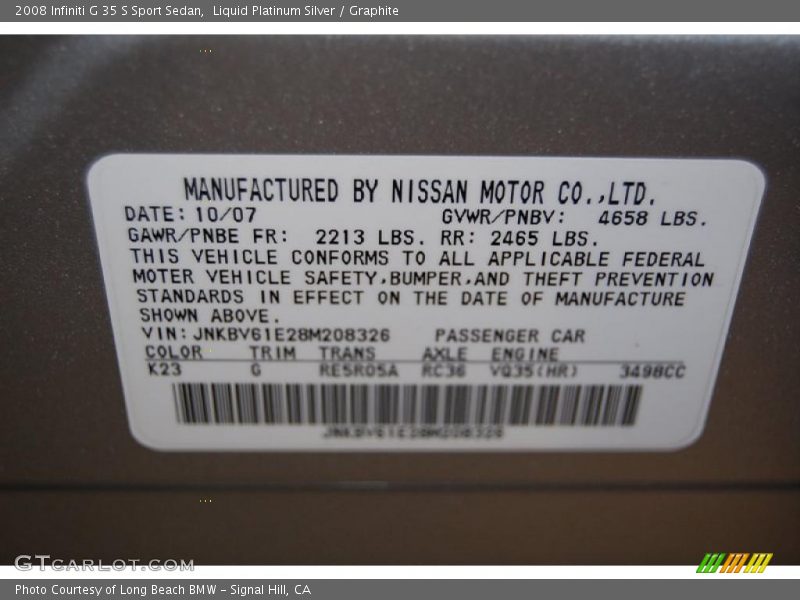 2008 Infiniti G 35 S Sport Sedan,  Liquid Platinum Silver / Graphite
MANUFACTURED BY NISSAN MOTOR CO.,LTD.
DATE: 10/07 GVWR/PNBV: 4658 LBS.
GAWR/PNBE FR: 2213 LBS. RR: 2465 LBS.
THIS VEHICLE CONFORMS TO ALL APPLICABLE FEDERAL
MOTER VEHICLE SAFETY,BUMPER,AND THEFT PREVENTION
STANDARDS IN EFFECT ON THE DATE OF MANUFACTURE
SHOWN ABOVE.
VIN: JNKBV61E28M208326 PASSENGER CAR
COLOR TRIM TRANS AXLE ENGINE
K23 G RE5R05A RC36 VQ35(HR) 3498CC
JNKBV61E28M208326
GTCARLOT.COM
Photo Courtesy of Long Beach BMW - Signal Hill, CA